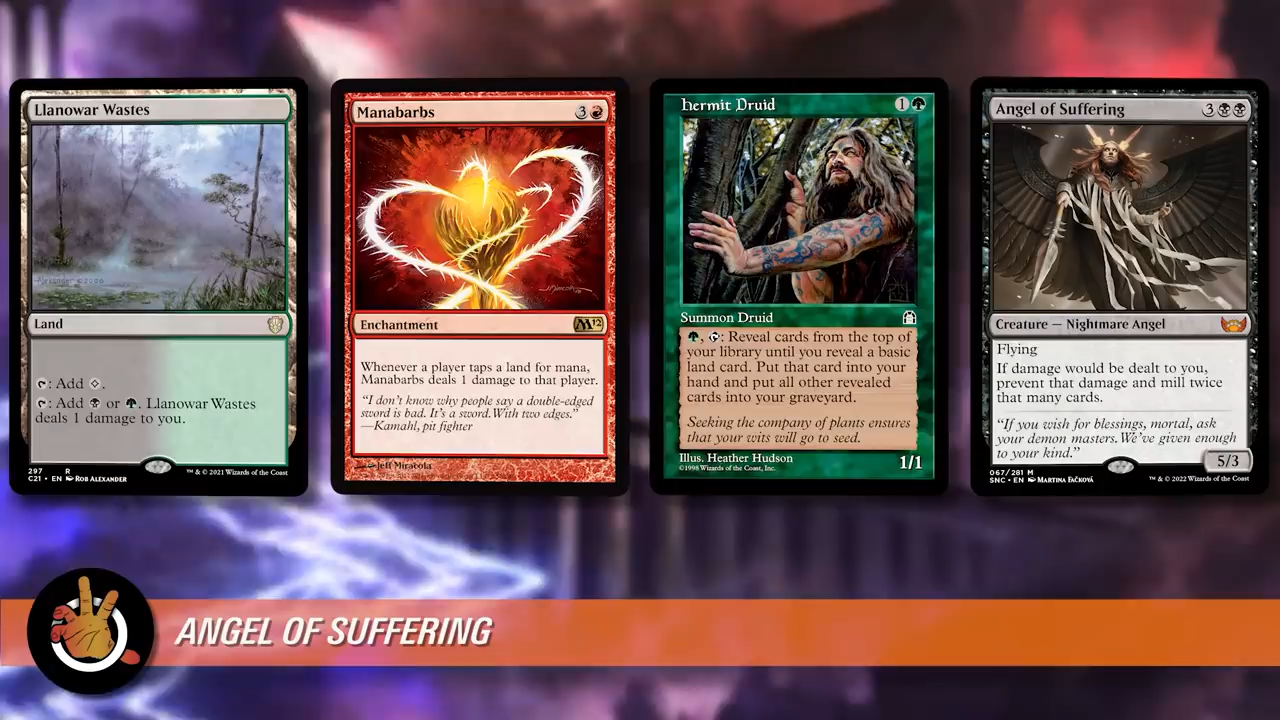 Llanowar Wastes
Land
: Add .
: Add or . Llanowar Wastes
deals 1 damage to you.
297 R
C21 • EN ROB ALEXANDER
™ & © 2021 Wizards of the Coast
Manabarbs
3
Enchantment
M12
Whenever a player taps a land for mana,
Manabarbs deals 1 damage to that player.
"I don't know why people say a double-edged
sword is bad. It's a sword. With two edges."
—Kamahl, pit fighter
Jeff Miracola
Hermit Druid
1
Summon Druid
, : Reveal cards from the top of
your library until you reveal a basic
land card. Put that card into your
hand and put all other revealed
cards into your graveyard.
Seeking the company of plants ensures
that your wits will go to seed.
Illus. Heather Hudson
©1998 Wizards of the Coast, Inc.
1/1
Angel of Suffering
3
Creature — Nightmare Angel
Flying
If damage would be dealt to you,
prevent that damage and mill twice
that many cards.
"If you wish for blessings, mortal, ask
your demon masters. We've given enough
to your kind."
5/3
067/281 M
SNC • EN MARTINA FAČKOVÁ
™ & © 2022 Wizards of the Coast
ANGEL OF SUFFERING